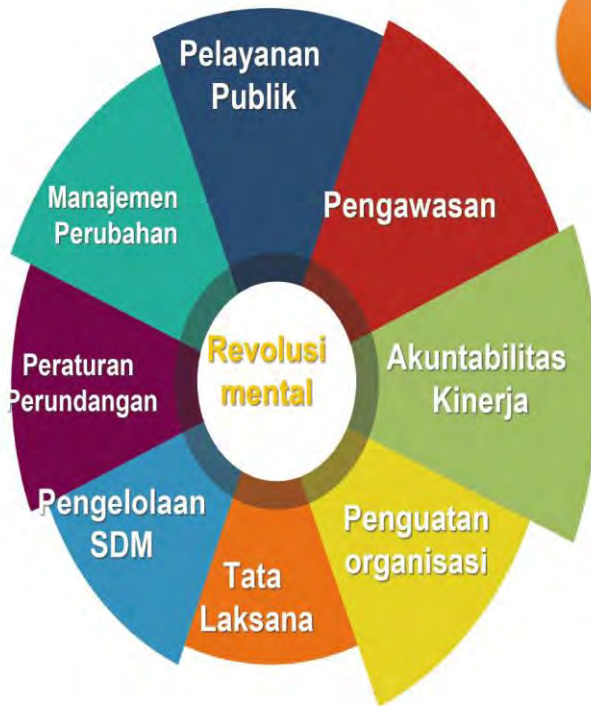 Pelayanan
Publik
Pengawasan
Akuntabilitas
Kinerja
Penguatan
organisasi
Tata
Laksana
Pengelolaan
SDM
Peraturan
Perundangan
Manajemen
Perubahan
Revolusi
mental